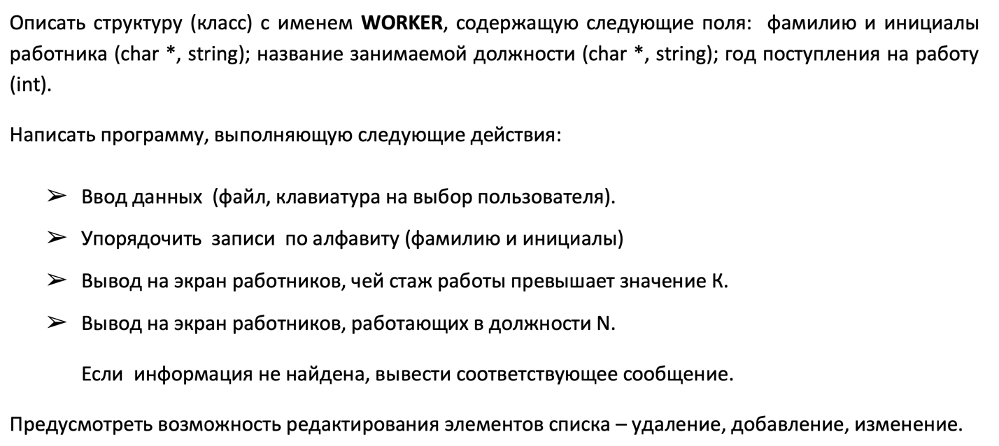 Описать структуру (класс) с именем WORKER, содержащую следующие поля: фамилию и инициалы
работника (char *, string); название занимаемой должности (char *, string); год поступления на работу
(int).
Написать программу, выполняющую следующие действия:
➢ Ввод данных (файл, клавиатура на выбор пользователя).
➢ Упорядочить записи по алфавиту (фамилию и инициалы)
➢ Вывод на экран работников, чей стаж работы превышает значение К.
➢ Вывод на экран работников, работающих в должности N.
Если информация не найдена, вывести соответствующее сообщение.
Предусмотреть возможность редактирования элементов списка – удаление, добавление, изменение.